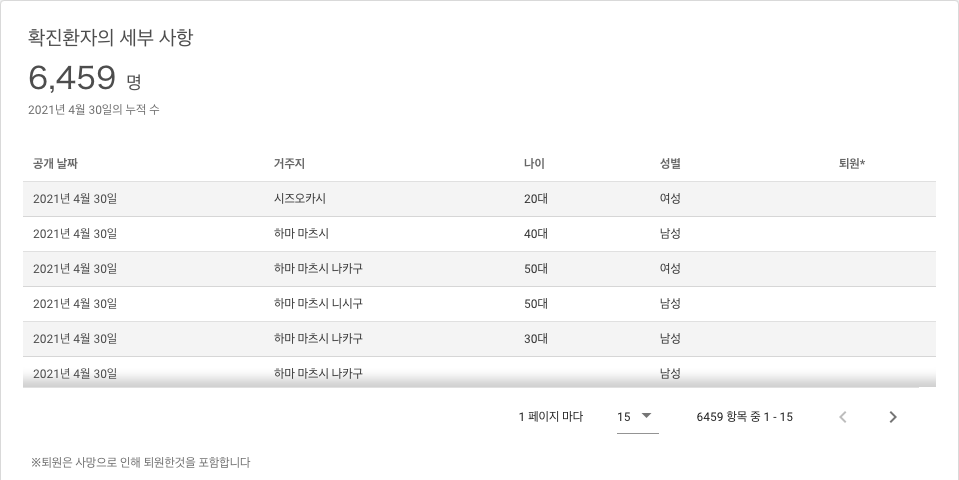 확진환자의 세부 사항
6,459 명
2021년 4월 30일의 누적 수
공개 날짜 거주지 나이 성별 퇴원*
2021년 4월 30일 시즈오카시 20대 여성
2021년 4월 30일 하마 마츠시 40대 남성
2021년 4월 30일 하마 마츠시 나카구 50대 여성
2021년 4월 30일 하마 마츠시 니시구 50대 남성
2021년 4월 30일 하마 마츠시 나카구 30대 남성
2021년 4월 30일 하마 마츠시 나카구 남성
1 페이지 마다 15 6459 항목 중 1 - 15
※퇴원은 사망으로 인해 퇴원한것을 포함합니다